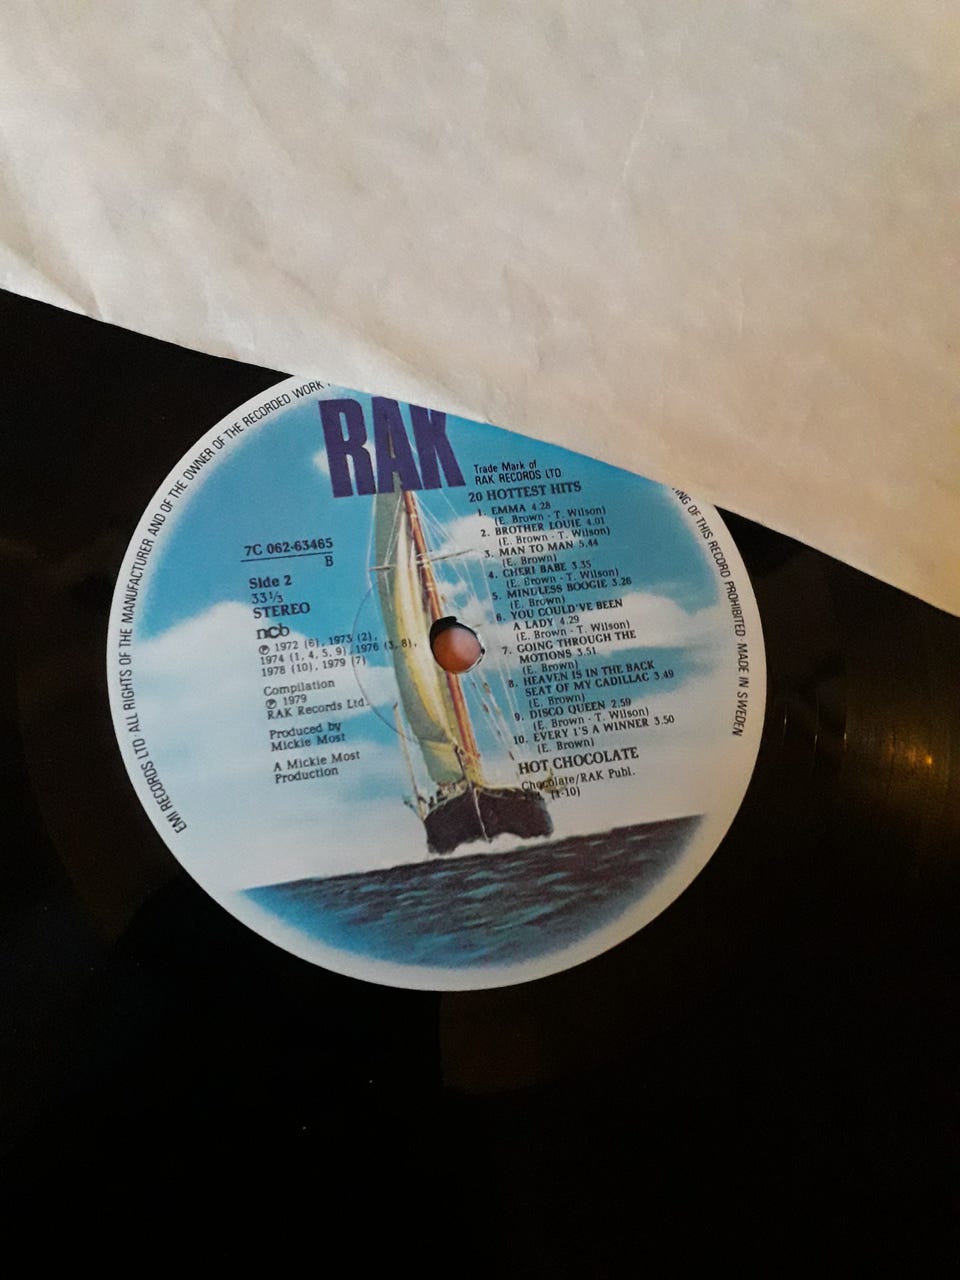 RAK
Trade Mark of
RAK RECORDS LTD.
20 HOTTEST HITS
1. EMMA 4.28
(E. Brown - T. Wilson)
2. BROTHER LOUIE 4.01
(E. Brown - T. Wilson)
3. MAN TO MAN 5.44
(E. Brown)
4. CHERI BABE 3.35
(E. Brown - T. Wilson)
5. MINDLESS BOOGIE 3.28
(E. Brown)
6. YOU COULD'VE BEEN
A LADY 4.29
(E. Brown - T. Wilson)
7. GOING THROUGH THE
MOTIONS 3.51
(E. Brown)
8. HEAVEN IS IN THE BACK
SEAT OF MY CADILLAC 3.49
(E. Brown)
9. DISCO QUEEN 2.59
(E. Brown - T. Wilson)
10. EVERY 1'S A WINNER 3.50
(E. Brown)
HOT CHOCOLATE
Chocolate/RAK Publ.
(1-10)
7C 062-63465
B
Side 2
33 1/3
STEREO
ncb
Ⓟ 1972 (6), 1973 (2),
1974 (1, 4, 5, 9), 1976 (3, 8),
1978 (10), 1979 (7)
Compilation
Ⓟ 1979
RAK Records Ltd.
Produced by
Mickie Most
A Mickie Most
Production
EMI RECORDS LTD ALL RIGHTS OF THE MANUFACTURER AND OF THE OWNER OF THE RECORDED WORK
OF THIS RECORD PROHIBITED · MADE IN SWEDEN